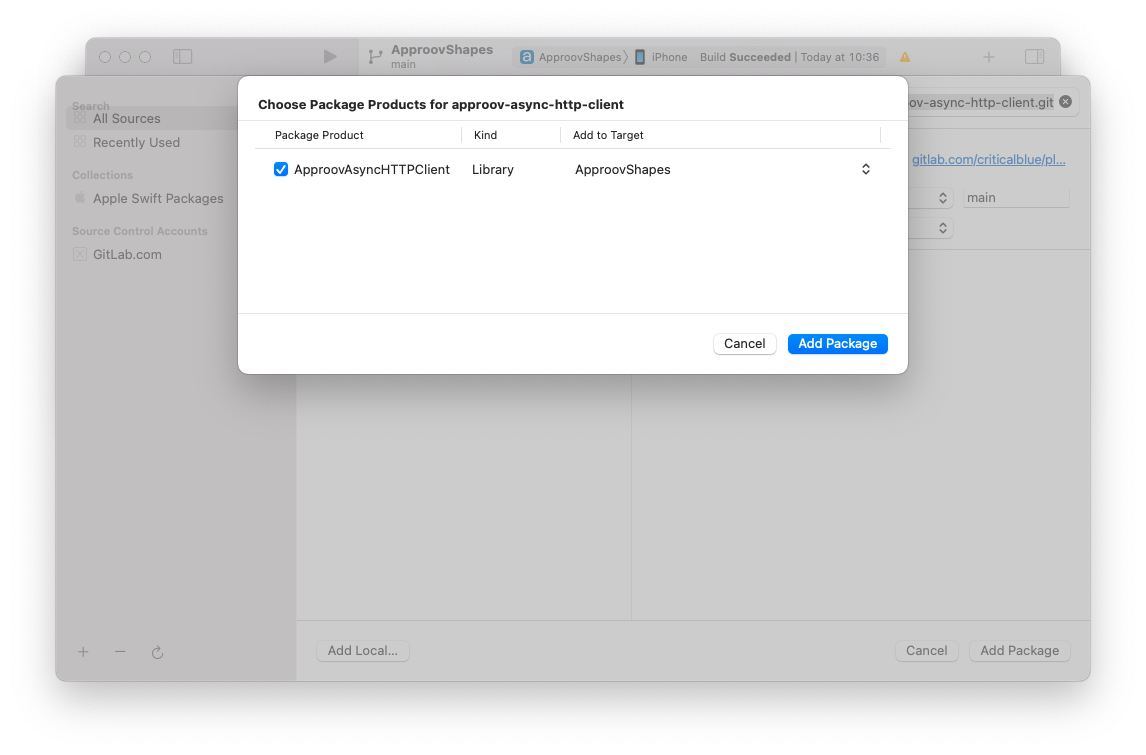 ApproovShapes
main
ApproovShapes
iPhone
Build Succeeded | Today at 10:36
Search
All Sources
Recently Used
Collections
Apple Swift Packages
Source Control Accounts
GitLab.com
Choose Package Products for approov-async-http-client
Package Product Kind Add to Target
ApproovAsyncHTTPClient Library ApproovShapes
Cancel Add Package
ov-async-http-client.git
gitlab.com/criticalblue/pl...
main
Add Local... Cancel Add Package